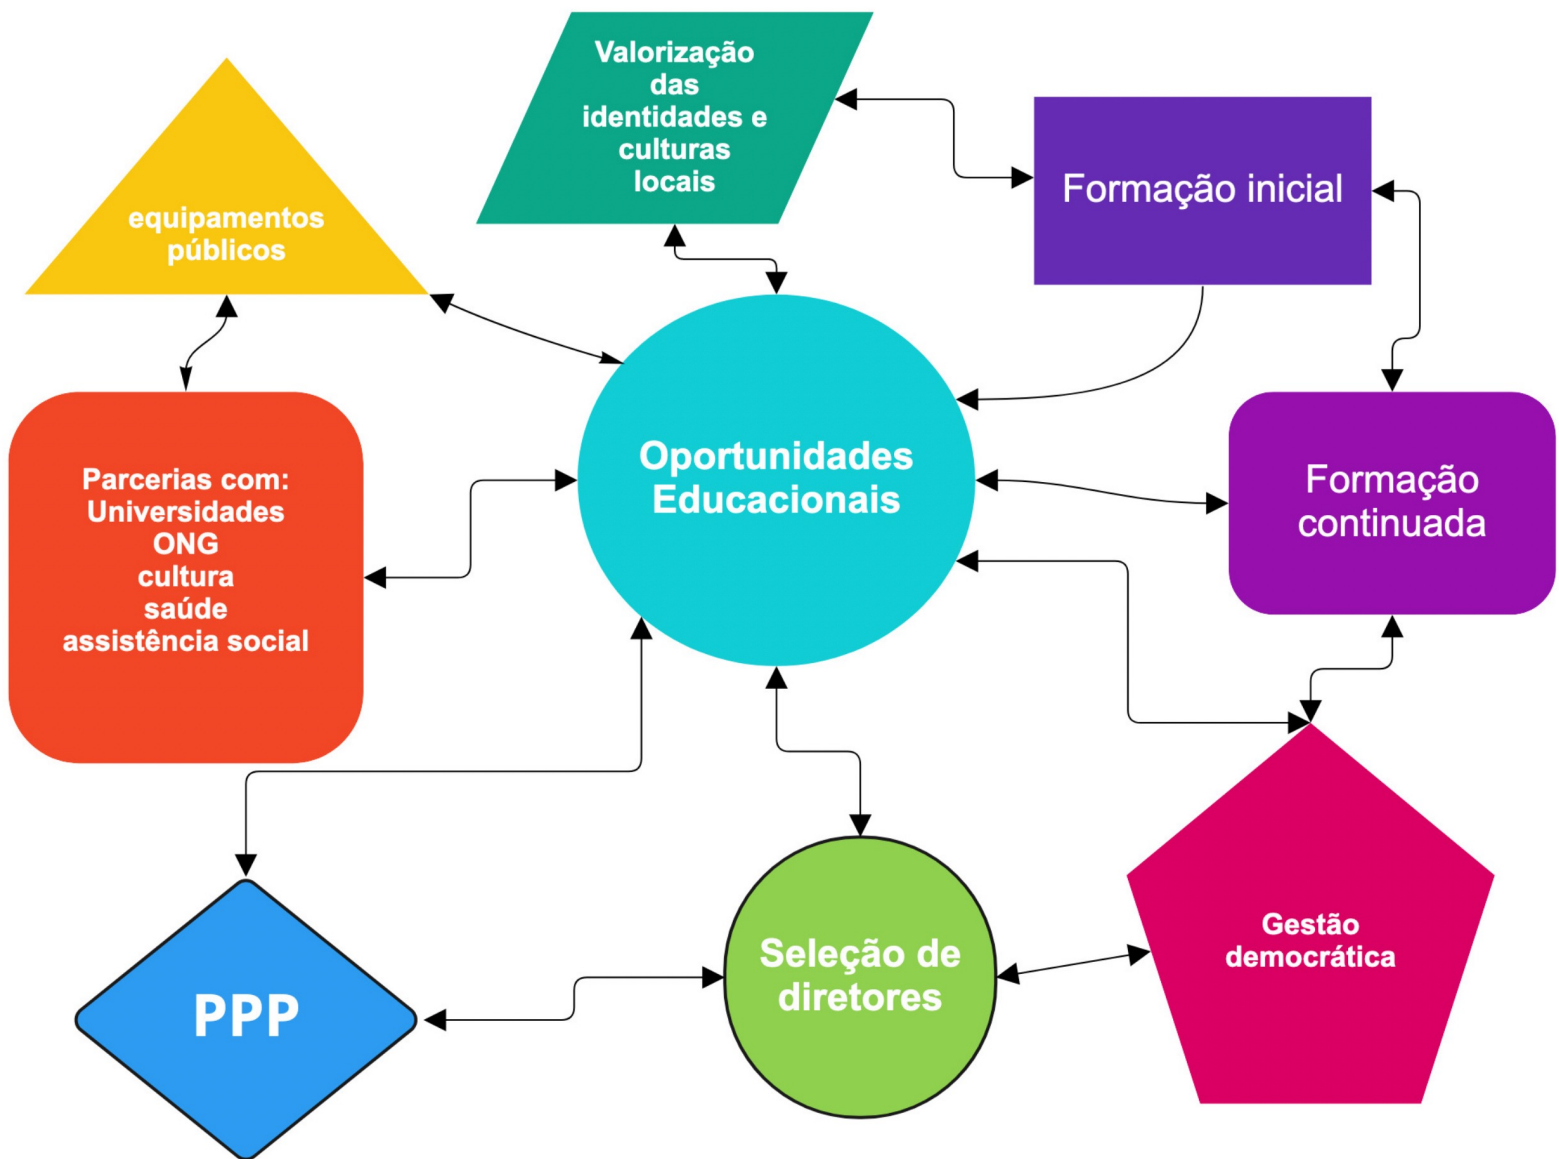 Valorização
das
identidades e
culturas
locais
Formação inicial
equipamentos
públicos
Oportunidades
Educacionais
Parcerias com:
Universidades
ONG
cultura
saúde
assistência social
Formação
continuada
PPP
Seleção de
diretores
Gestão
democrática